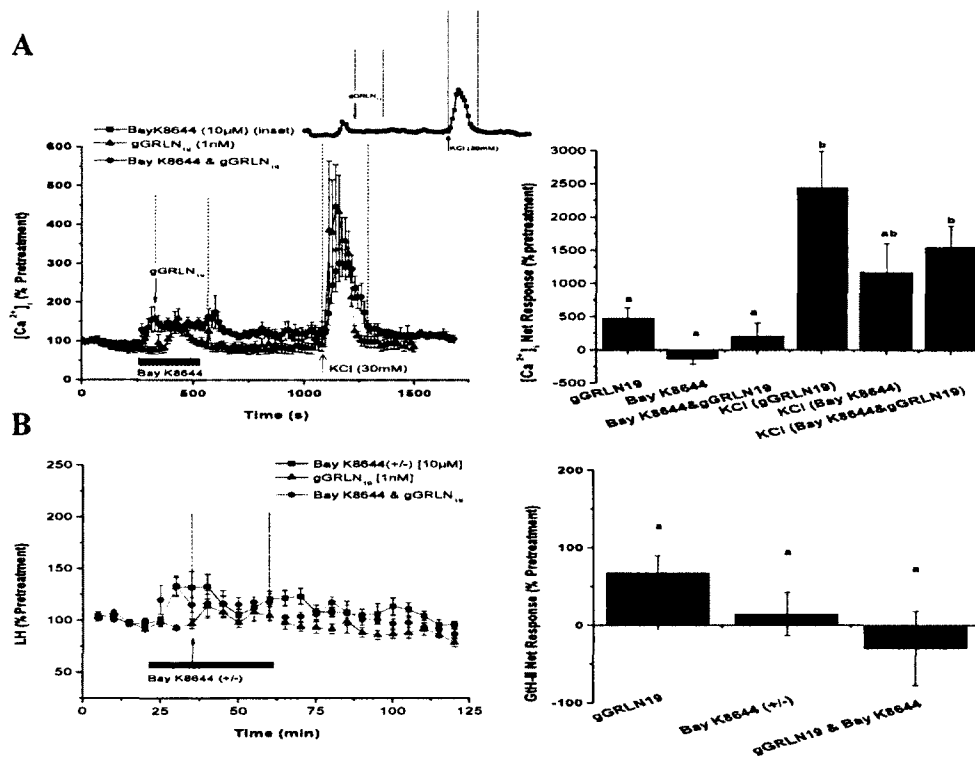 A
gGRLN19
KCl (30mM)
BayK8644 (10µM) (inset)
gGRLN19 (1nM)
Bay K8644 & gGRLN19
600
500
400
300
200
100
0
[Ca2+]i (% Pretreatment)
gGRLN19
Bay K8644
KCl (30mM)
0
500
1000
1500
Time (s)
3000
2500
2000
1500
1000
500
0
-500
[Ca2+]i Net Response (%pretreatment)
a
a
a
b
ab
b
gGRLN19
Bay K8644
Bay K8644&gGRLN19
KCl (gGRLN19)
KCl (Bay K8644)
KCl (Bay K8644&gGRLN19)
B
Bay K8644(+/-) [10µM]
gGRLN19 [1nM]
Bay K8644 & gGRLN19
250
225
200
175
150
125
100
75
50
LH (% Pretreatment)
Bay K8644 (+/-)
0
25
50
75
100
125
Time (min)
200
100
0
-100
GtH-II Net Response (% Pretreatment)
a
a
a
gGRLN19
Bay K8644 (+/-)
gGRLN19 & Bay K8644